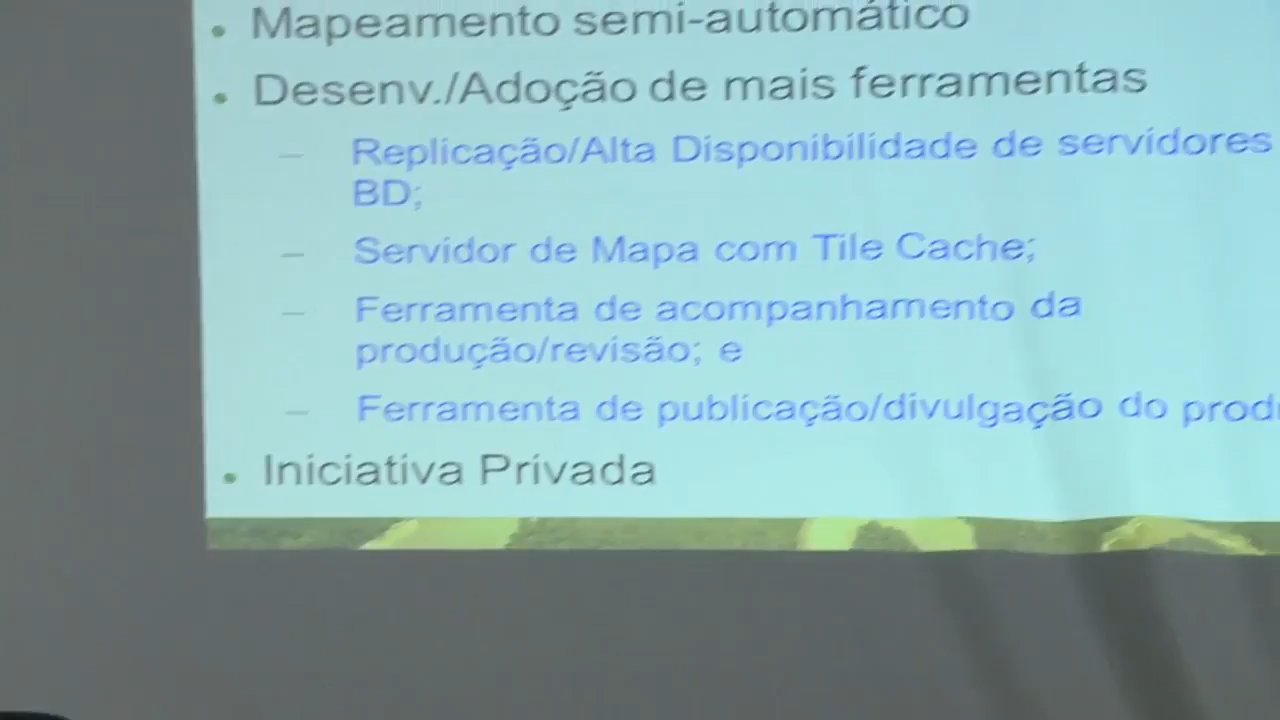 Mapeamento semi-automático
Desenv./Adoção de mais ferramentas
Replicação/Alta Disponibilidade de servidores
BD;
Servidor de Mapa com Tile Cache;
Ferramenta de acompanhamento da
produção/revisão; e
Ferramenta de publicação/divulgação do
Iniciativa Privada